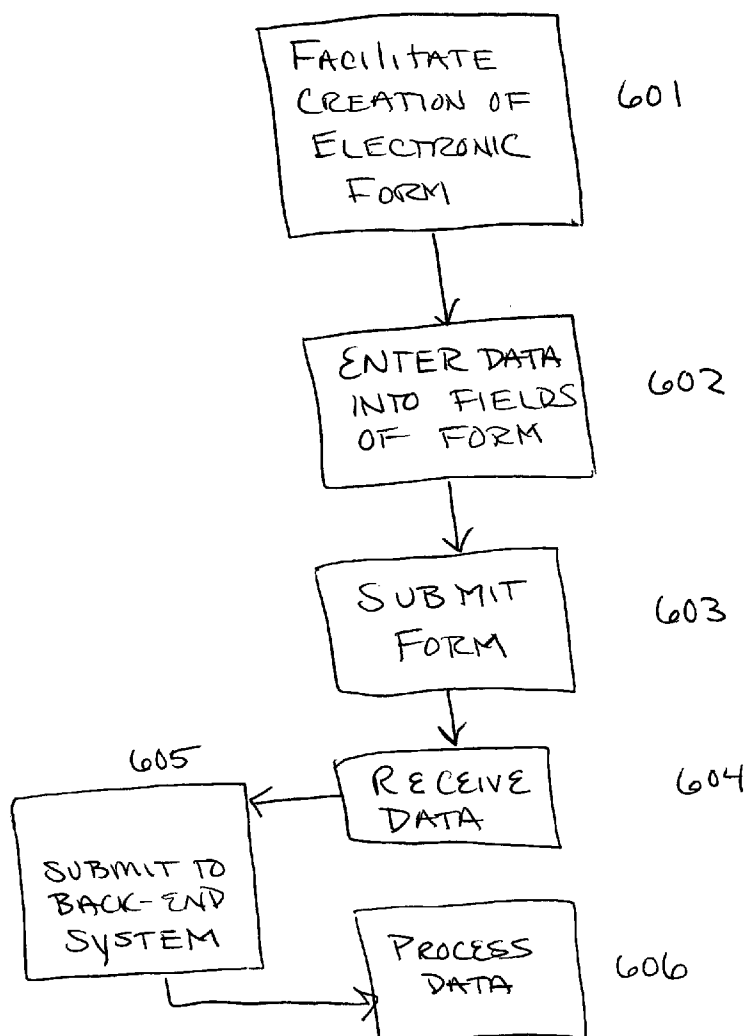 FACILITATE
CREATION OF
ELECTRONIC
FORM
601
ENTER DATA
INTO FIELDS
OF FORM
602
SUBMIT
FORM
603
RECEIVE
DATA
604
605
SUBMIT TO
BACK-END
SYSTEM
PROCESS
DATA
606